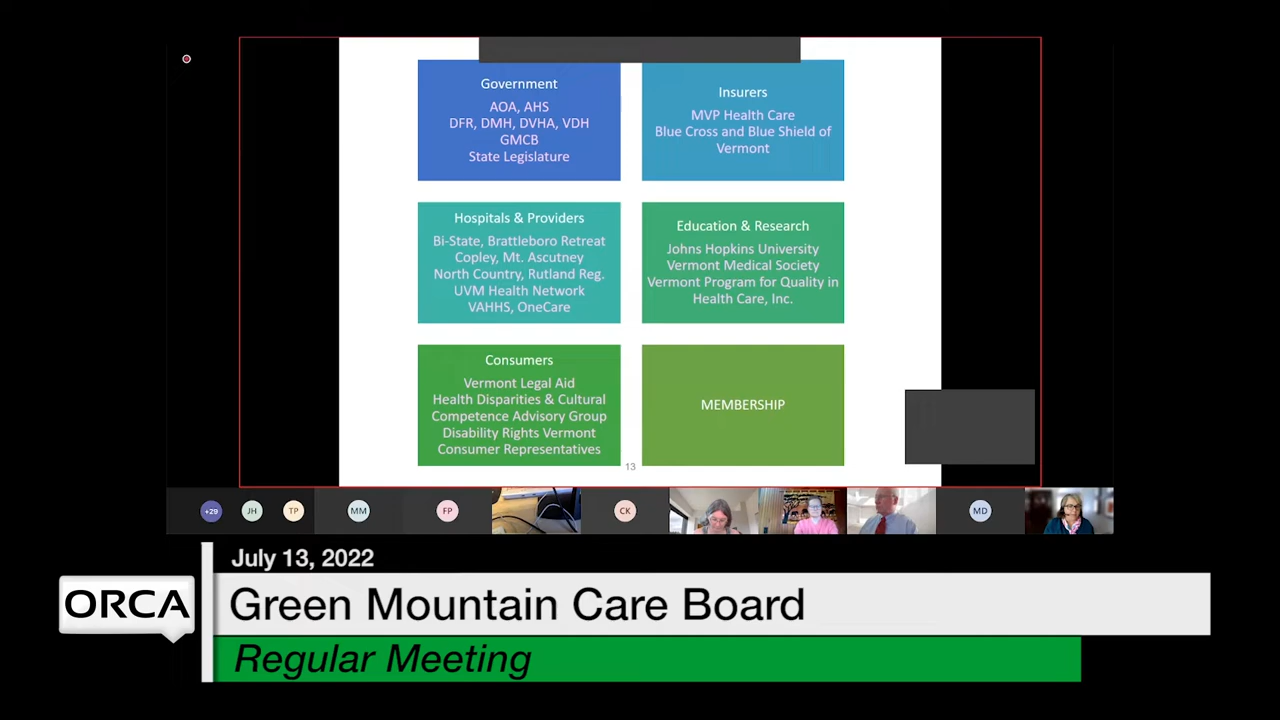 Government
AOA, AHS
DFR, DMH, DVHA, VDH
GMCB
State Legislature
Insurers
MVP Health Care
Blue Cross and Blue Shield of
Vermont
Hospitals & Providers
Bi-State, Brattleboro Retreat
Copley, Mt. Ascutney
North Country, Rutland Reg.
UVM Health Network
VAHHS, OneCare
Education & Research
Johns Hopkins University
Vermont Medical Society
Vermont Program for Quality in
Health Care, Inc.
Consumers
Vermont Legal Aid
Health Disparities & Cultural
Competence Advisory Group
Disability Rights Vermont
Consumer Representatives
MEMBERSHIP
13
+29 JH TP MM FP CK MD
July 13, 2022
ORCA
Green Mountain Care Board
Regular Meeting